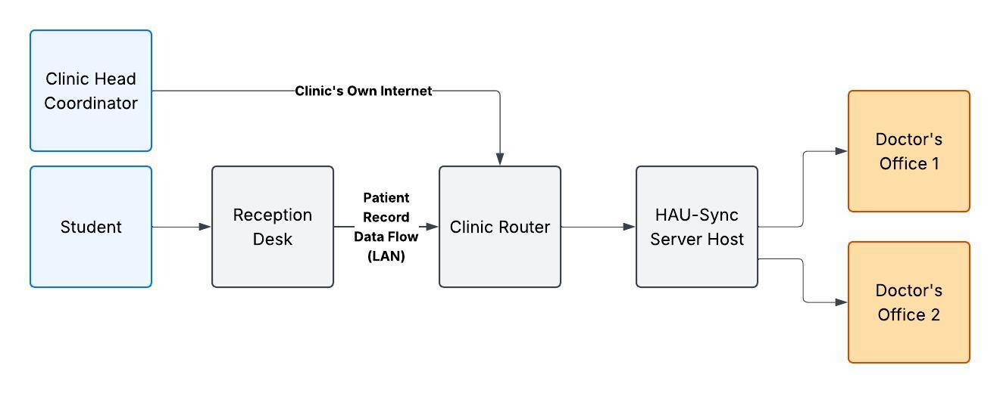 Clinic Head
Coordinator
Clinic's Own Internet
Student
Reception
Desk
Patient
Record
Data Flow
(LAN)
Clinic Router
HAU-Sync
Server Host
Doctor's
Office 1
Doctor's
Office 2